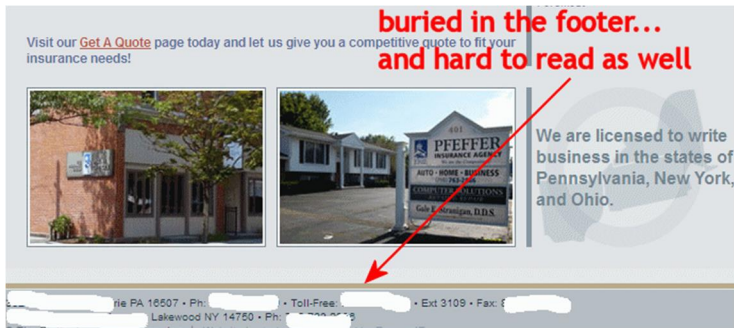 buried in the footer...
and hard to read as well
Visit our Get A Quote page today and let us give you a competitive quote to fit your
insurance needs!
401
PFEFFER
INSURANCE AGENCY
AUTO · HOME · BUSINESS
COMPUTER SOLUTIONS
Gale L. Stranigan, D.D.S.
We are licensed to write
business in the states of
Pennsylvania, New York,
and Ohio.
PA 16507 • Ph: • Toll-Free: • Ext 3109 • Fax:
Lakewood NY 14750 • Ph: